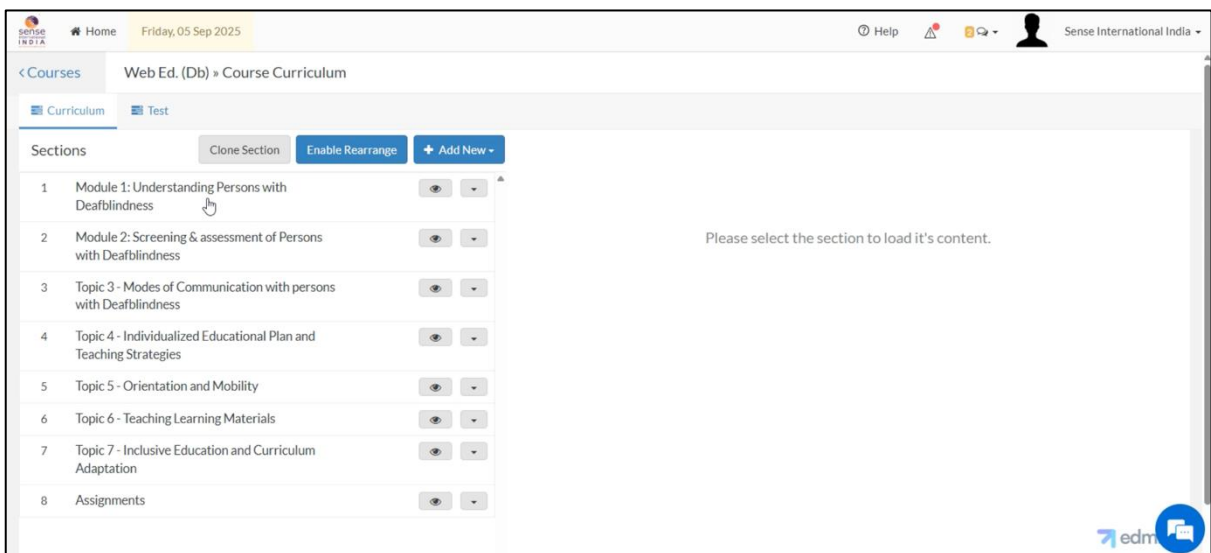 sense
INDIA
Home
Friday, 05 Sep 2025
Help
Sense International India
Courses
Web Ed. (Db) » Course Curriculum
Curriculum
Test
Sections
Clone Section
Enable Rearrange
+ Add New
1 Module 1: Understanding Persons with
Deafblindness
2 Module 2: Screening & assessment of Persons
with Deafblindness
3 Topic 3 - Modes of Communication with persons
with Deafblindness
4 Topic 4 - Individualized Educational Plan and
Teaching Strategies
5 Topic 5 - Orientation and Mobility
6 Topic 6 - Teaching Learning Materials
7 Topic 7 - Inclusive Education and Curriculum
Adaptation
8 Assignments
Please select the section to load it's content.
edm